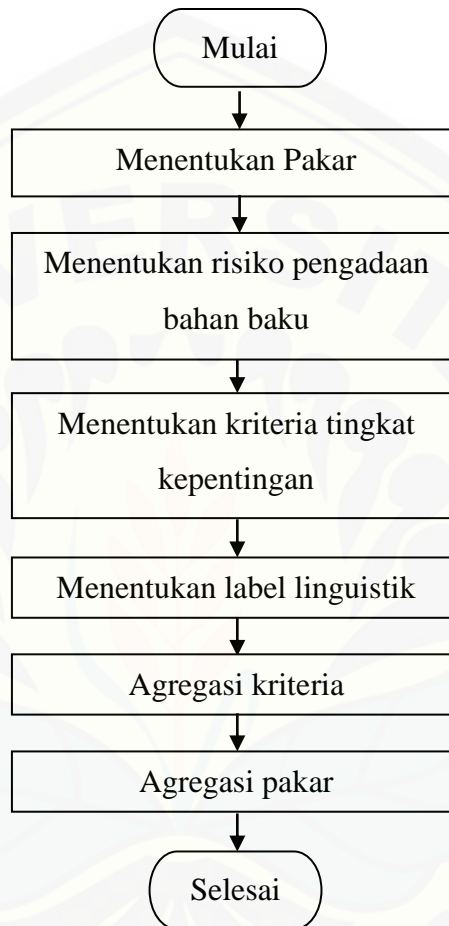 Mulai
Menentukan Pakar
Menentukan risiko pengadaan
bahan baku
Menentukan kriteria tingkat
kepentingan
Menentukan label linguistik
Agregasi kriteria
Agregasi pakar
Selesai